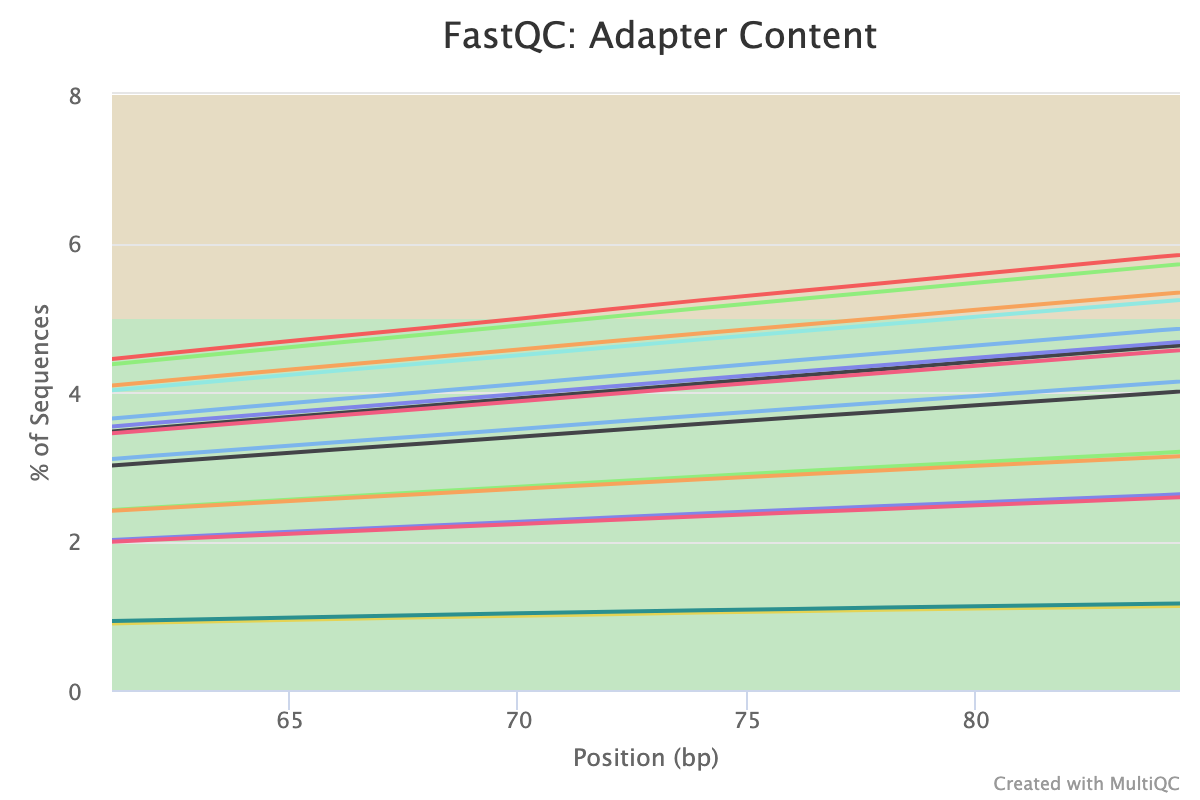 FastQC: Adapter Content
8
6
4
2
0
% of Sequences
65 70 75 80
Position (bp)
Created with MultiQC